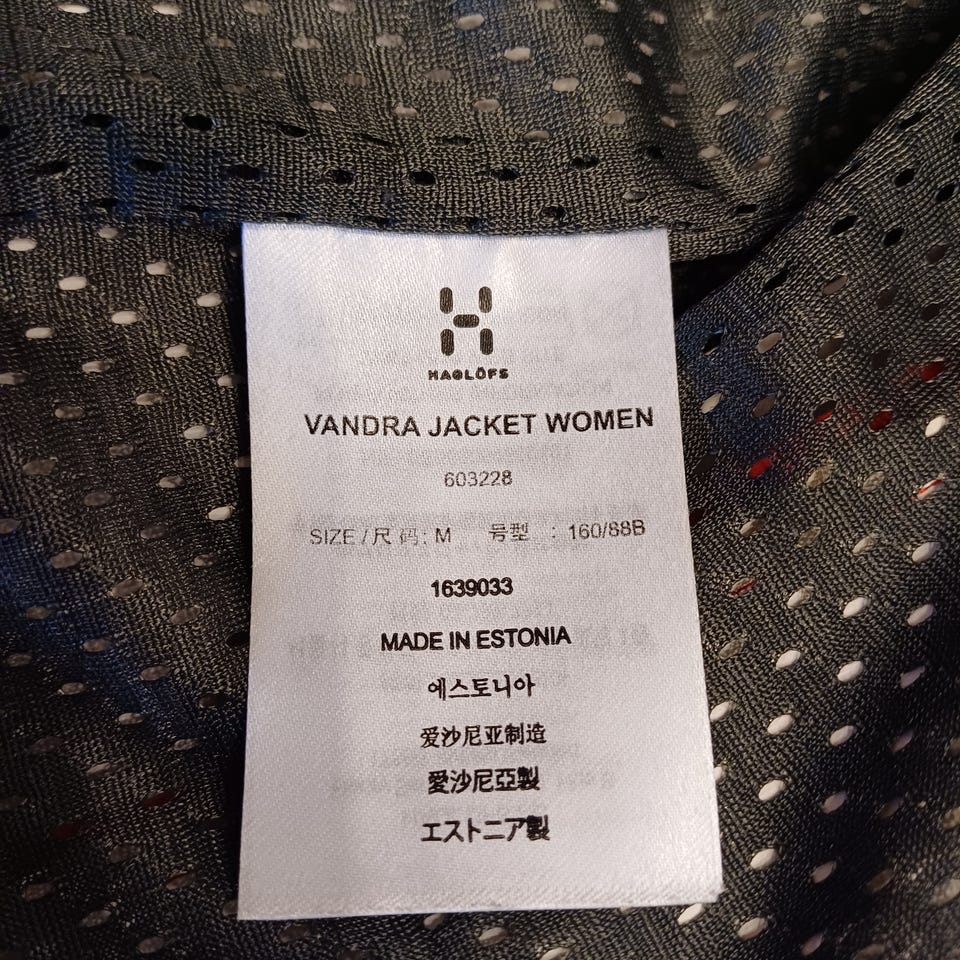 HAGLÖFS
VANDRA JACKET WOMEN
603228
SIZE / 尺 码: M 号型 : 160/88B
1639033
MADE IN ESTONIA
에스토니아
爱沙尼亚制造
愛沙尼亞製
エストニア製